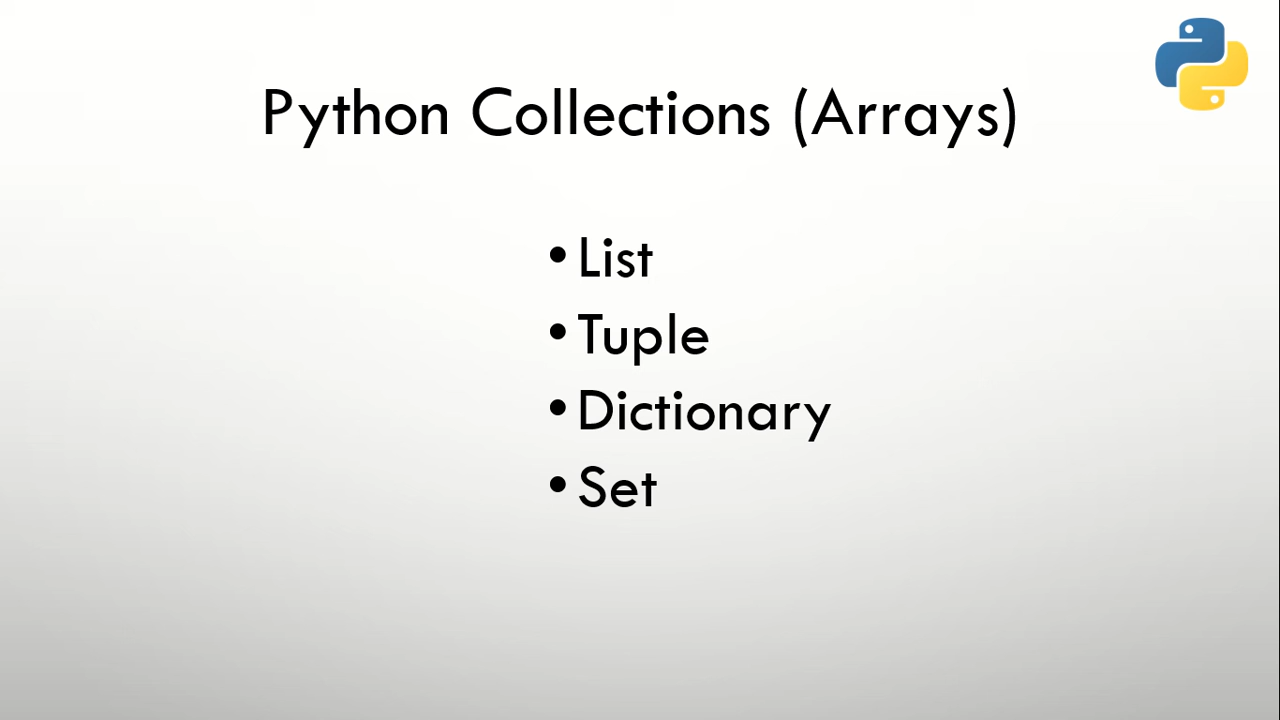 Python Collections (Arrays)
• List
• Tuple
• Dictionary
• Set